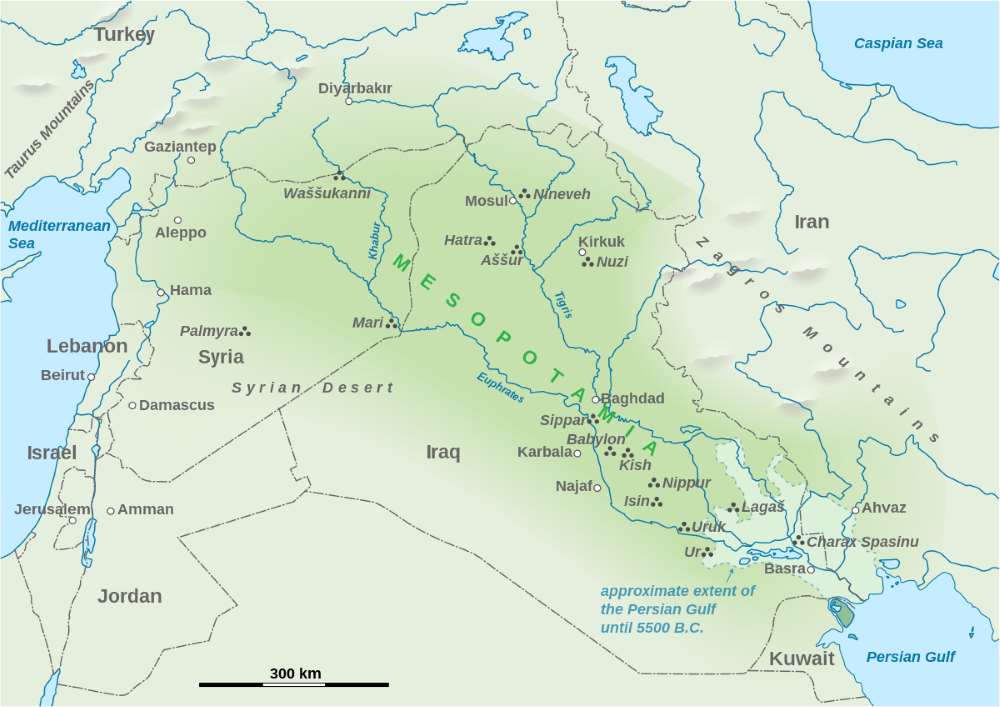 Turkey
Caspian Sea
Diyarbakır
Taurus Mountains
Gaziantep
Waššukanni
Mosul
Nineveh
Iran
Mediterranean
Sea
Aleppo
Khabur
Hatra
Aššur
Kirkuk
Nuzi
Zagros Mountains
MESOPOTAMIA
Hama
Tigris
Mari
Palmyra
Lebanon
Syria
Beirut
Syrian Desert
Euphrates
Damascus
Baghdad
Sippar
Babylon
Israel
Iraq
Karbala
Kish
Najaf
Nippur
Isin
Lagaš
Jerusalem
Amman
Ahvaz
Uruk
Charax Spasinu
Ur
Basra
Jordan
approximate extent of
the Persian Gulf
until 5500 B.C.
Kuwait
Persian Gulf
300 km